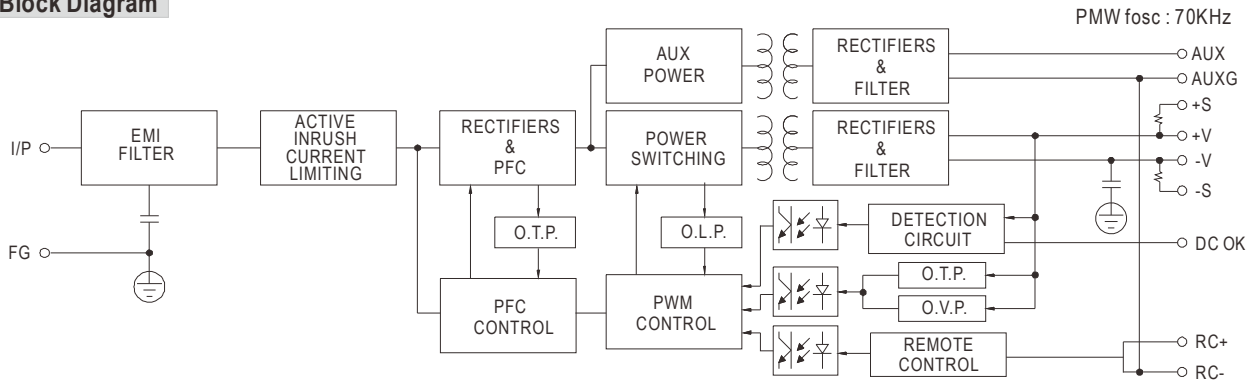 Block Diagram
PMW fosc : 70KHz
I/P
FG
EMI
FILTER
ACTIVE
INRUSH
CURRENT
LIMITING
RECTIFIERS
&
PFC
O.T.P.
PFC
CONTROL
AUX
POWER
POWER
SWITCHING
O.L.P.
PWM
CONTROL
RECTIFIERS
&
FILTER
RECTIFIERS
&
FILTER
DETECTION
CIRCUIT
O.T.P.
O.V.P.
REMOTE
CONTROL
AUX
AUXG
+S
+V
-V
-S
DC OK
RC+
RC-